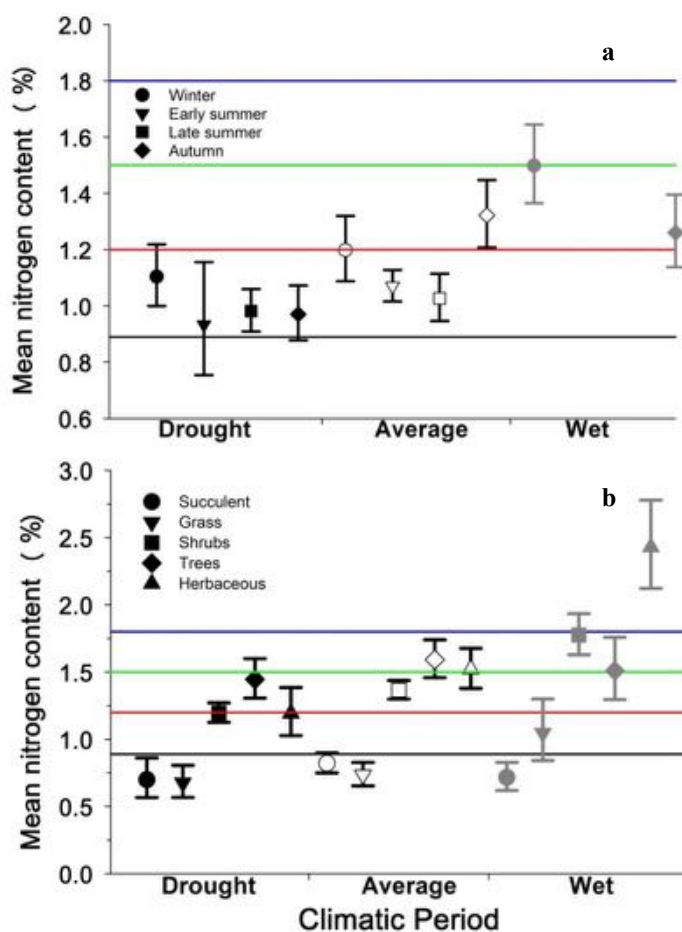 a
2.0
1.8
1.6
1.4
1.2
1.0
0.8
0.6
Mean nitrogen content ( %)
Winter
Early summer
Late summer
Autumn
Drought Average Wet
b
3.0
2.5
2.0
1.5
1.0
0.5
0.0
Mean nitrogen content ( %)
Succulent
Grass
Shrubs
Trees
Herbaceous
Drought Average Wet
Climatic Period